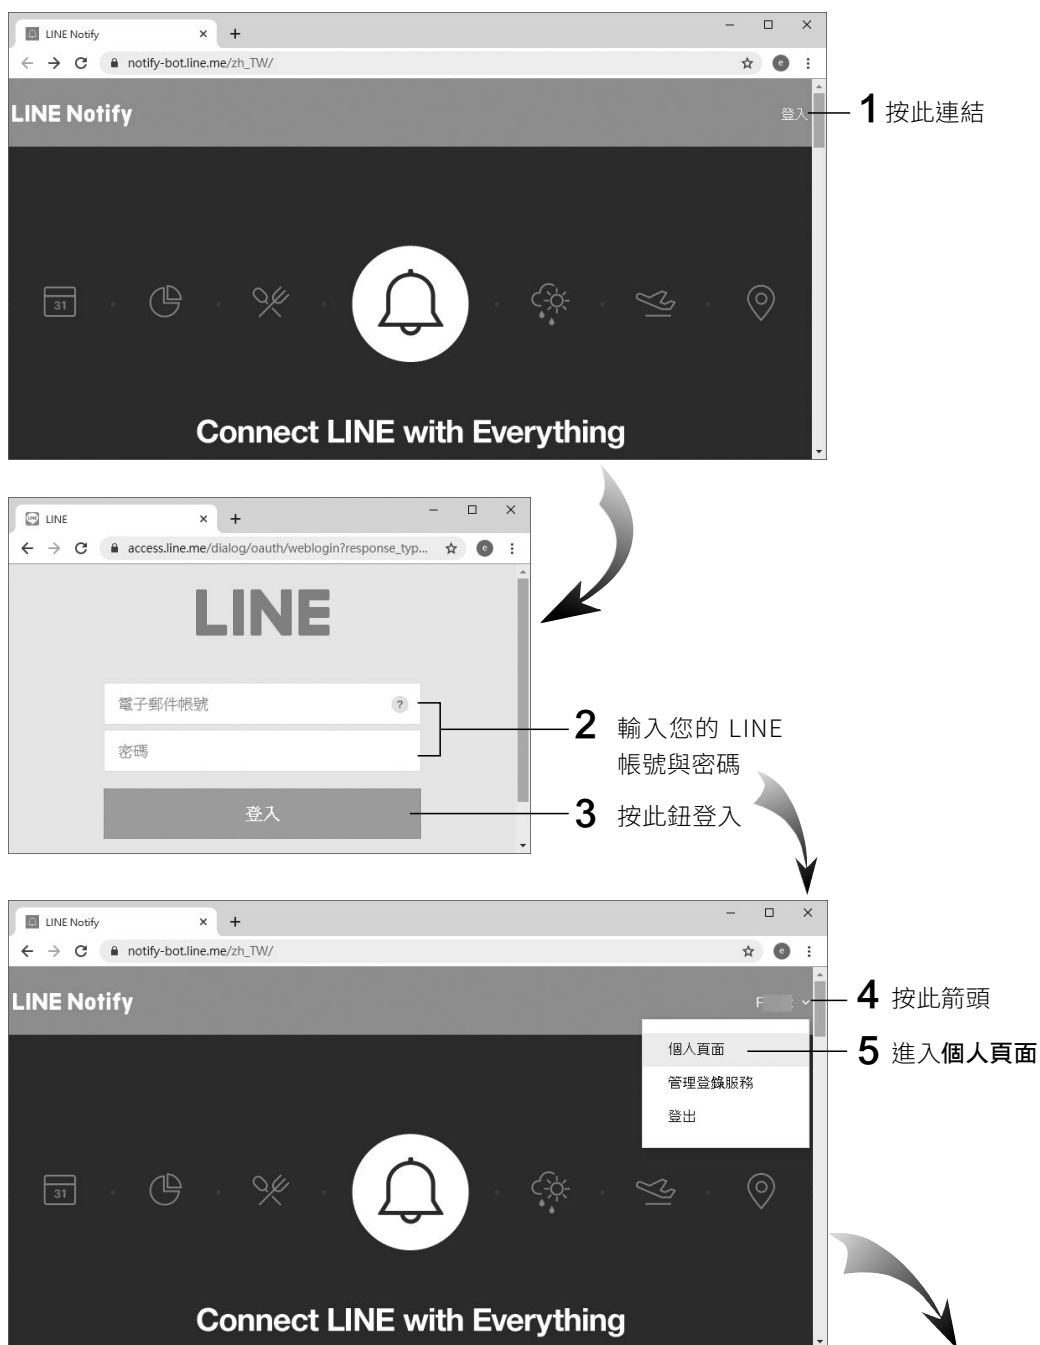 LINE Notify
notify-bot.line.me/zh_TW/
e
LINE Notify
登入
1 按此連結
31
Connect LINE with Everything
LINE
access.line.me/dialog/oauth/weblogin?response_typ...
e
LINE
電子郵件帳號
?
密碼
登入
2 輸入您的 LINE
帳號與密碼
3 按此鈕登入
LINE Notify
notify-bot.line.me/zh_TW/
e
LINE Notify
F
4 按此箭頭
個人頁面
5 進入個人頁面
管理登錄服務
登出
31
Connect LINE with Everything